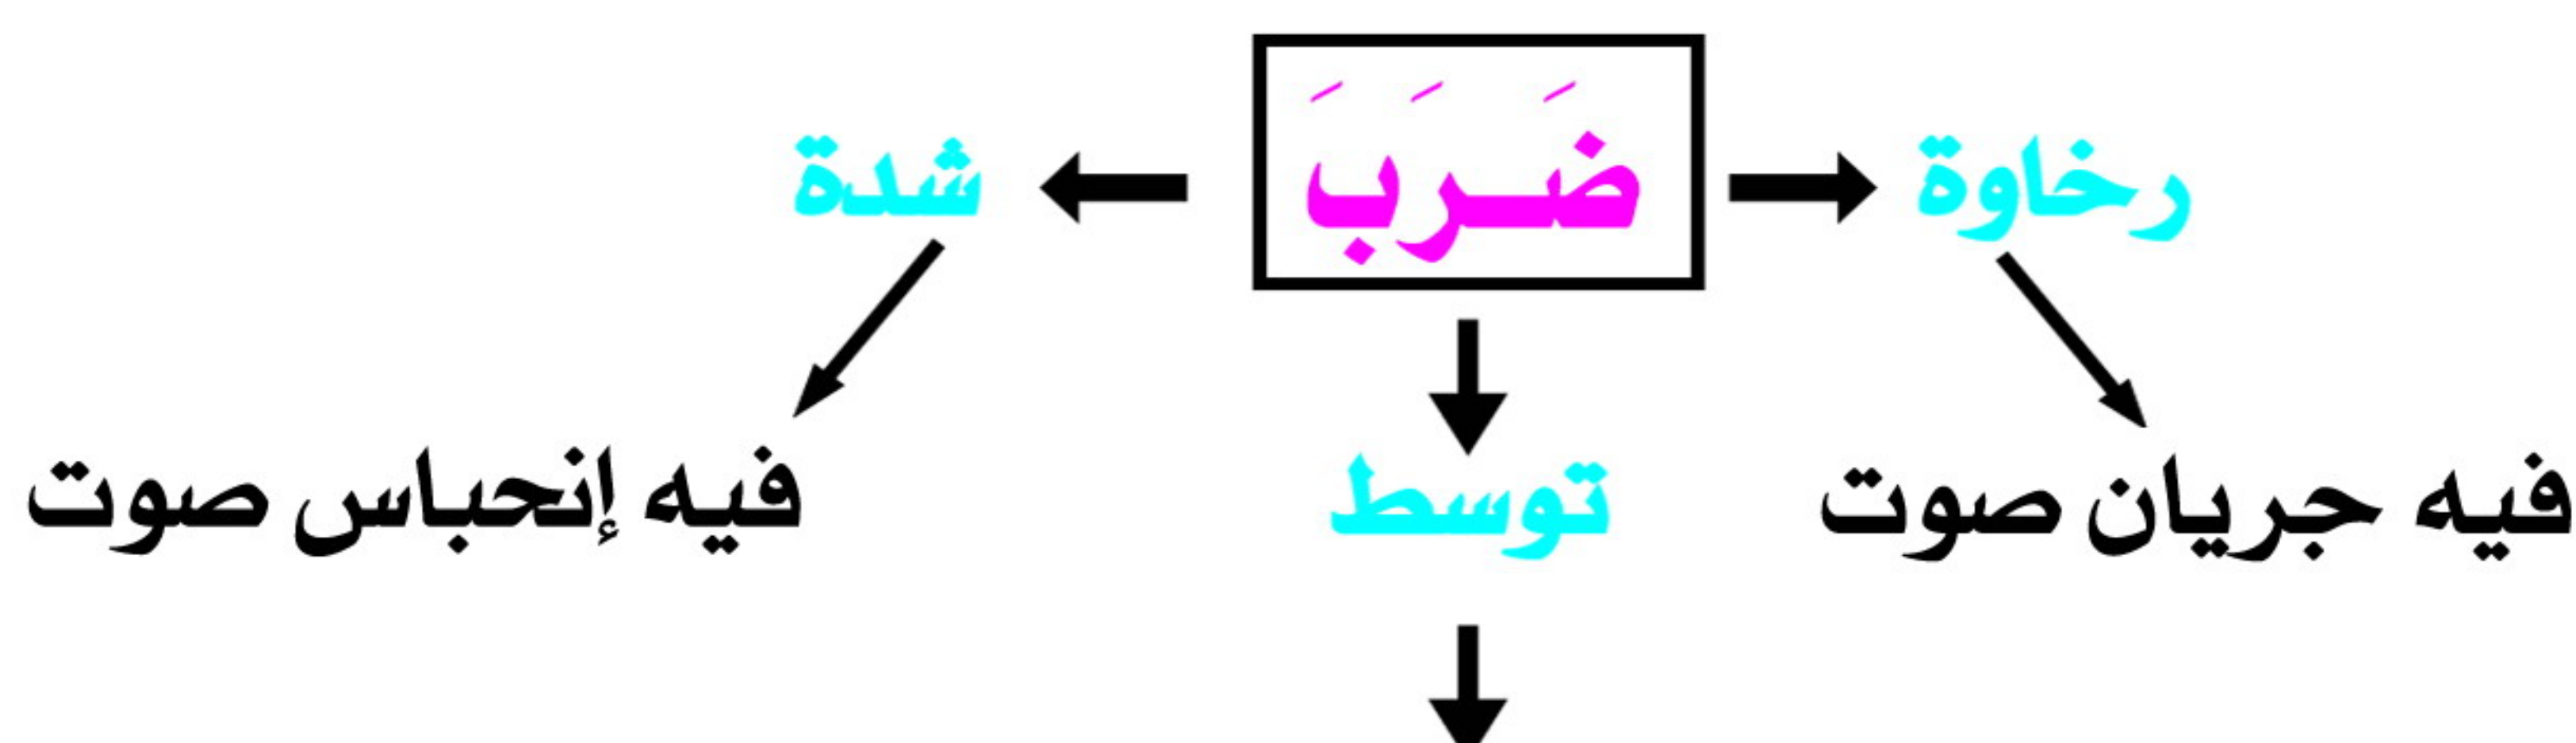 رخاوة
ضَرَبَ
شدة
فيه جريان صوت
توسط
فيه إنحباس صوت